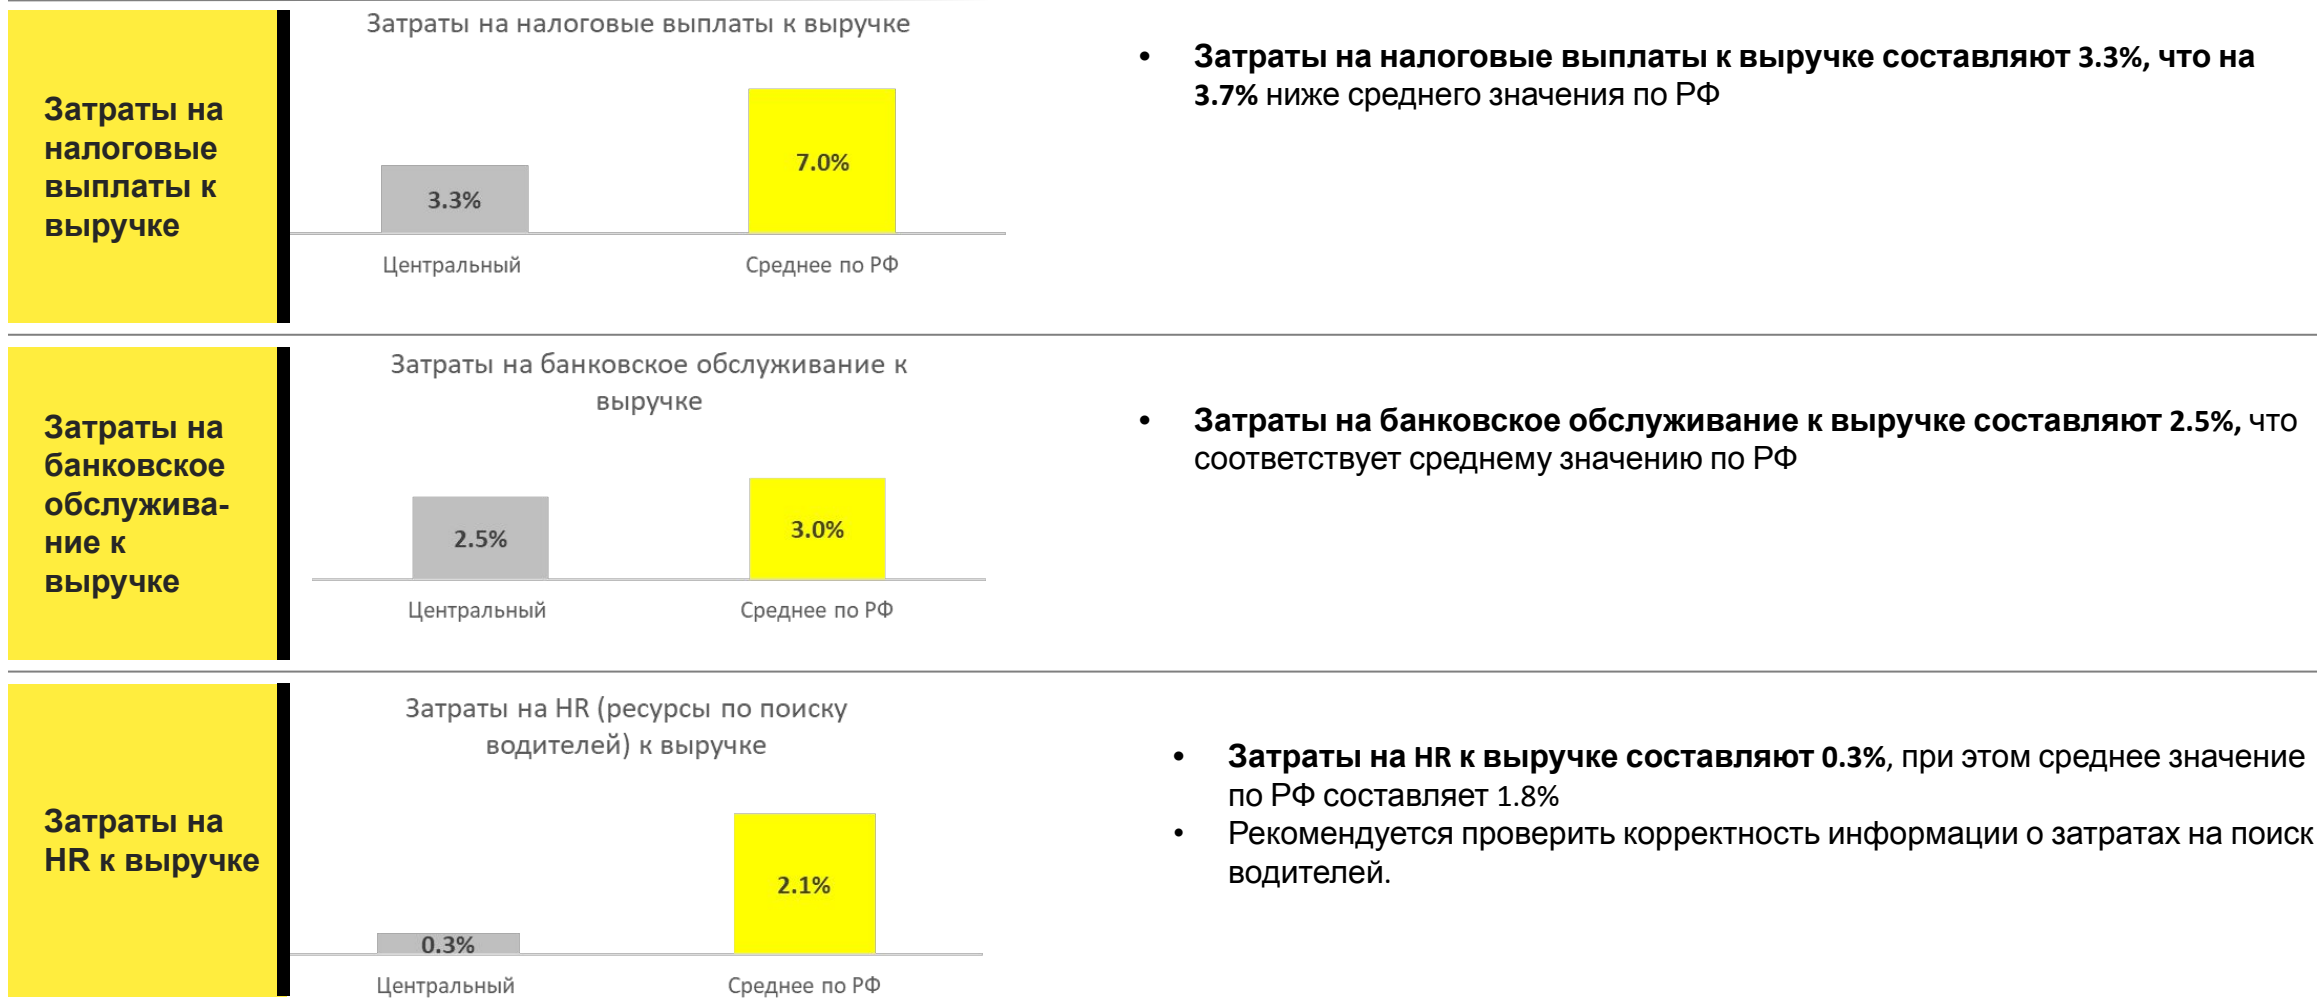 Затраты на
налоговые
выплаты к
выручке
Затраты на налоговые выплаты к выручке
3.3%
7.0%
Центральный
Среднее по РФ
• Затраты на налоговые выплаты к выручке составляют 3.3%, что на
3.7% ниже среднего значения по РФ
Затраты на
банковское
обслужива-
ние к
выручке
Затраты на банковское обслуживание к
выручке
2.5%
3.0%
Центральный
Среднее по РФ
• Затраты на банковское обслуживание к выручке составляют 2.5%, что
соответствует среднему значению по РФ
Затраты на
HR к выручке
Затраты на HR (ресурсы по поиску
водителей) к выручке
0.3%
2.1%
Центральный
Среднее по РФ
• Затраты на HR к выручке составляют 0.3%, при этом среднее значение
по РФ составляет 1.8%
• Рекомендуется проверить корректность информации о затратах на поиск
водителей.